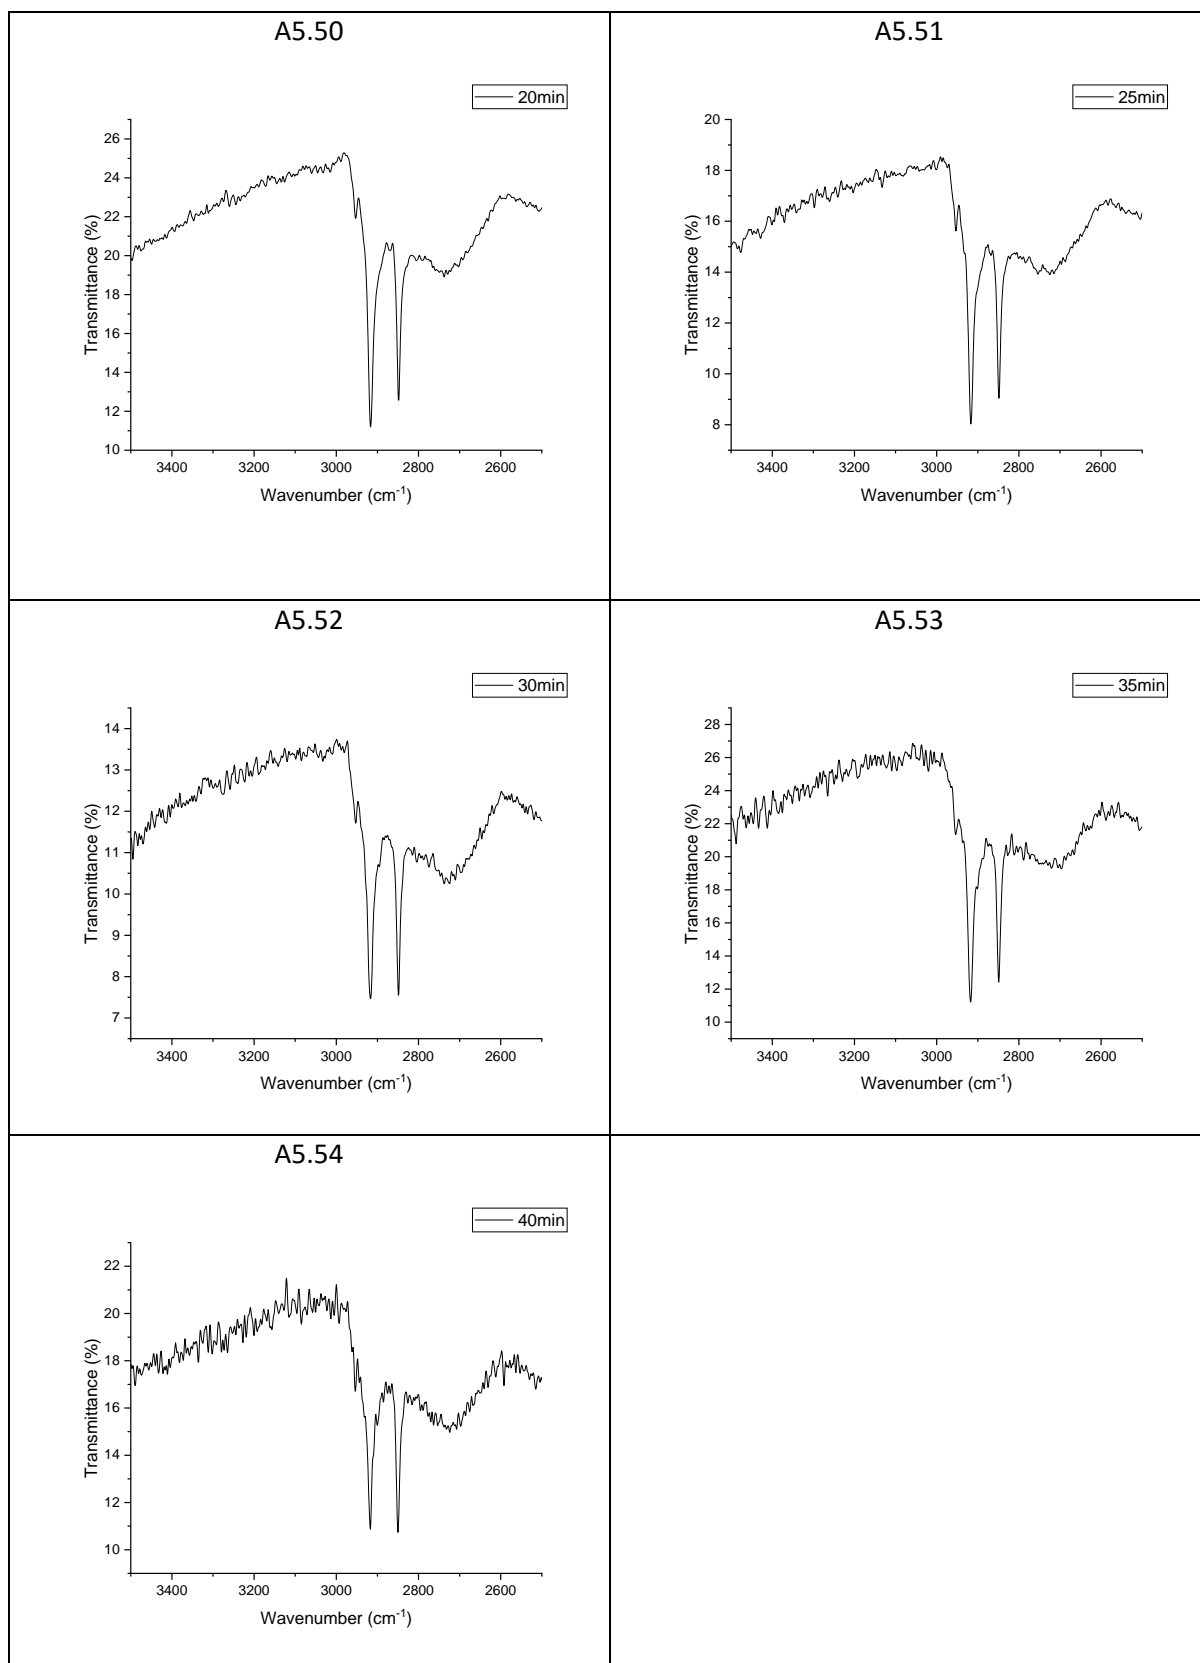 A5.50
20min
26
24
22
20
18
16
14
12
10
Transmittance (%)
3400 3200 3000 2800 2600
Wavenumber (cm-1)
A5.51
25min
20
18
16
14
12
10
8
Transmittance (%)
3400 3200 3000 2800 2600
Wavenumber (cm-1)
A5.52
30min
14
13
12
11
10
9
8
7
Transmittance (%)
3400 3200 3000 2800 2600
Wavenumber (cm-1)
A5.53
35min
28
26
24
22
20
18
16
14
12
10
Transmittance (%)
3400 3200 3000 2800 2600
Wavenumber (cm-1)
A5.54
40min
22
20
18
16
14
12
10
Transmittance (%)
3400 3200 3000 2800 2600
Wavenumber (cm-1)